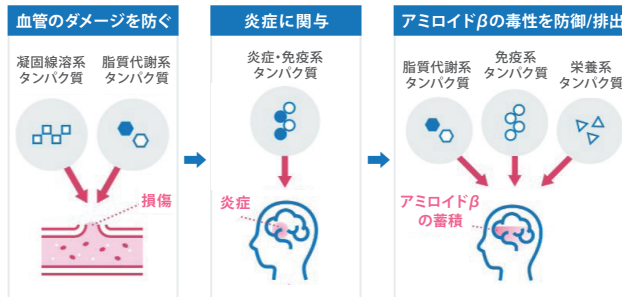 血管のダメージを防ぐ
凝固線溶系
タンパク質
脂質代謝系
タンパク質
損傷
炎症に関与
炎症・免疫系
タンパク質
炎症
アミロイドβの毒性を防御/排出
脂質代謝系
タンパク質
免疫系
タンパク質
栄養系
タンパク質
アミロイドβ
の蓄積